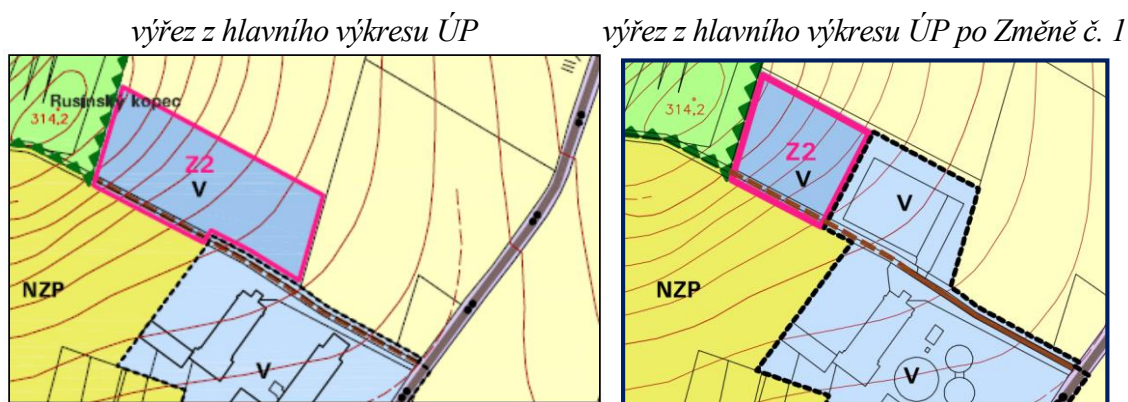 výřez z hlavního výkresu ÚP
výřez z hlavního výkresu ÚP po Změně č. 1
Rusínský kopec
314,2
Z2
V
NZP
V
314,2
Z2
V
V
NZP
V